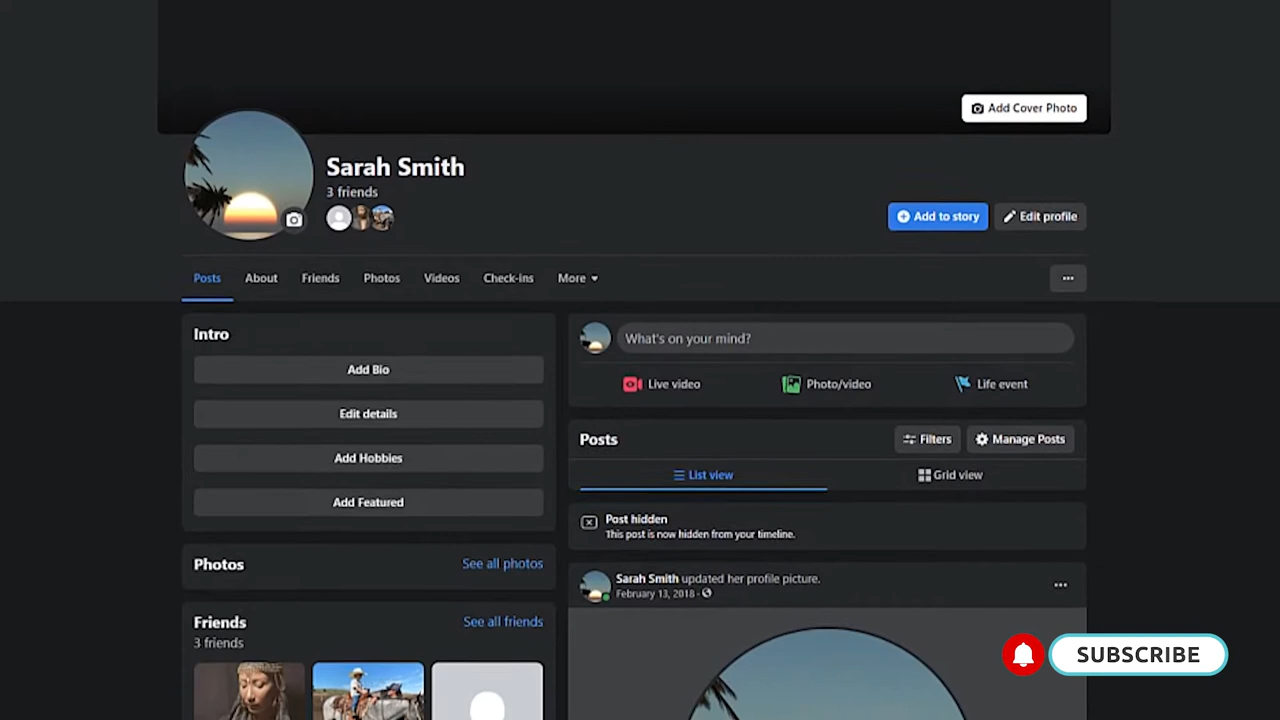 Add Cover Photo
Sarah Smith
3 friends
Add to story
Edit profile
Posts
About
Friends
Photos
Videos
Check-ins
More
Intro
Add Bio
Edit details
Add Hobbies
Add Featured
Photos
See all photos
Friends
See all friends
3 friends
What's on your mind?
Live video
Photo/video
Life event
Posts
Filters
Manage Posts
List view
Grid view
Post hidden
This post is now hidden from your timeline.
Sarah Smith updated her profile picture.
February 13, 2018 ·
SUBSCRIBE